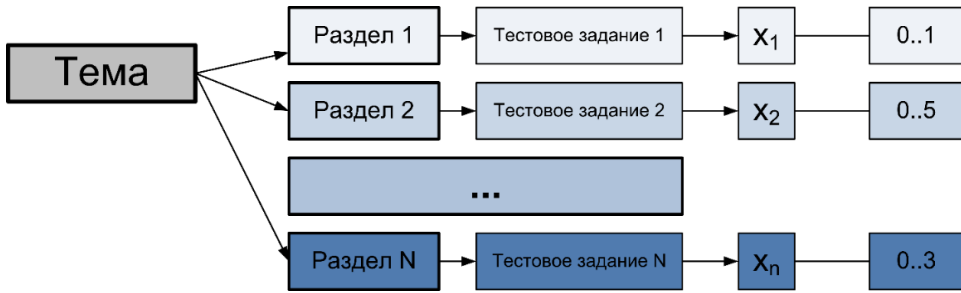 Тема
Раздел 1
Тестовое задание 1
x₁
0..1
Раздел 2
Тестовое задание 2
x₂
0..5
...
Раздел N
Тестовое задание N
xₙ
0..3